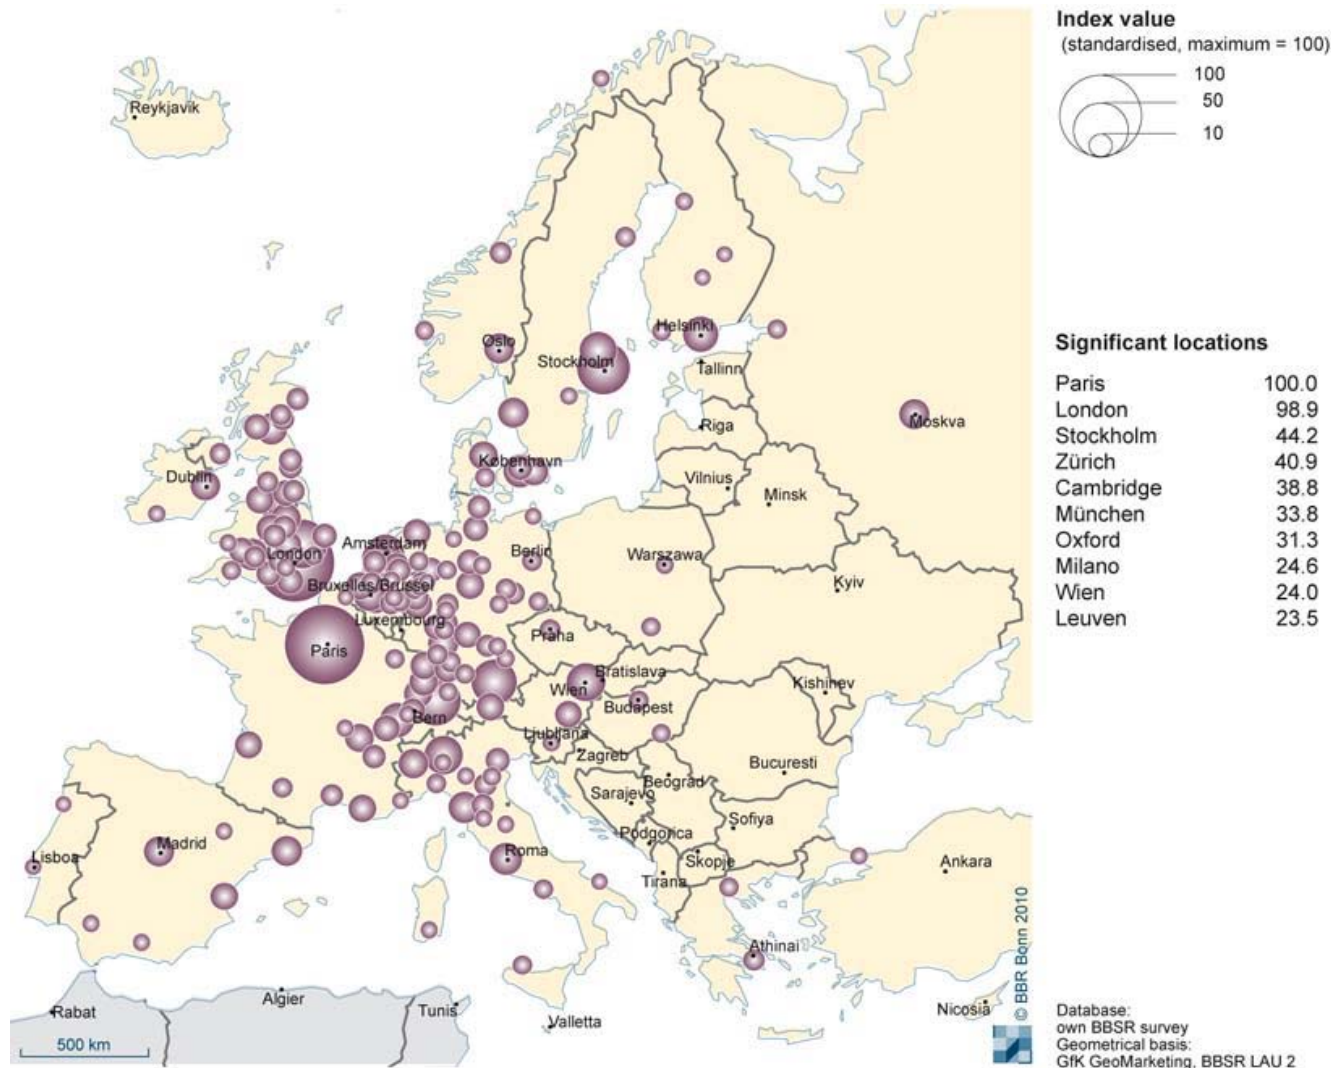 Index value
(standardised, maximum = 100)
100
50
10
Reykjavik
Helsinki
Oslo
Stockholm
Tallinn
Moskva
Riga
København
Dublin
Vilnius
Minsk
Amsterdam
London
Berlin
Warszawa
Bruxelles/Brussel
Kyiv
Luxembourg
Praha
Paris
Bratislava
Wien
Kishinev
Budapest
Bern
Ljubljana
Zagreb
Bucuresti
Beograd
Sarajevo
Sofiya
Podgorica
Madrid
Roma
Lisboa
Skopje
Ankara
Tirana
Athinai
Algier
Tunis
Rabat
Valletta
Nicosia
500 km
© BBR Bonn 2010
Significant locations
Paris 100.0
London 98.9
Stockholm 44.2
Zürich 40.9
Cambridge 38.8
München 33.8
Oxford 31.3
Milano 24.6
Wien 24.0
Leuven 23.5
Database:
own BBSR survey
Geometrical basis:
GfK GeoMarketing, BBSR LAU 2